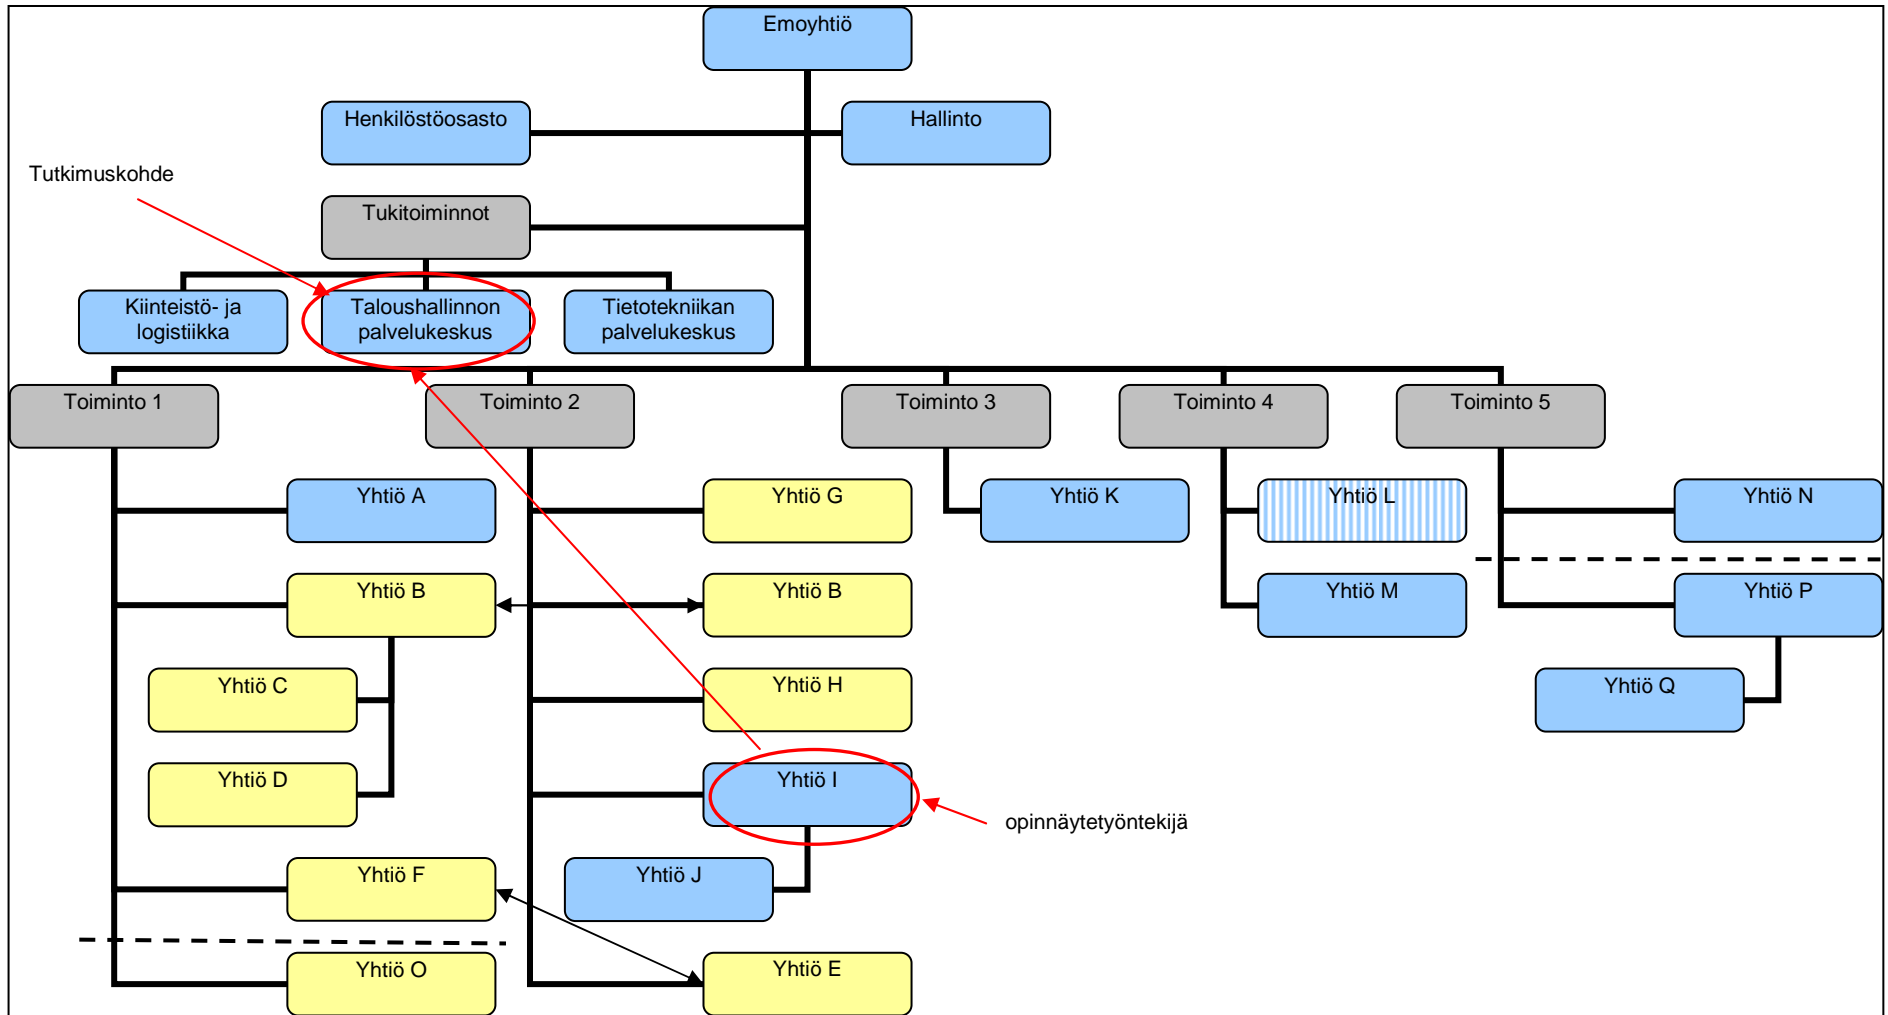 Emoyhtiö
Henkilöstöosasto
Hallinto
Tutkimuskohde
Tukitoiminnot
Kiinteistö- ja
logistiikka
Taloushallinnon
palvelukeskus
Tietotekniikan
palvelukeskus
Toiminto 1
Toiminto 2
Toiminto 3
Toiminto 4
Toiminto 5
Yhtiö A
Yhtiö G
Yhtiö K
Yhtiö L
Yhtiö N
Yhtiö B
Yhtiö B
Yhtiö M
Yhtiö P
Yhtiö C
Yhtiö H
Yhtiö Q
Yhtiö D
Yhtiö I
opinnäytetyöntekijä
Yhtiö F
Yhtiö J
Yhtiö O
Yhtiö E